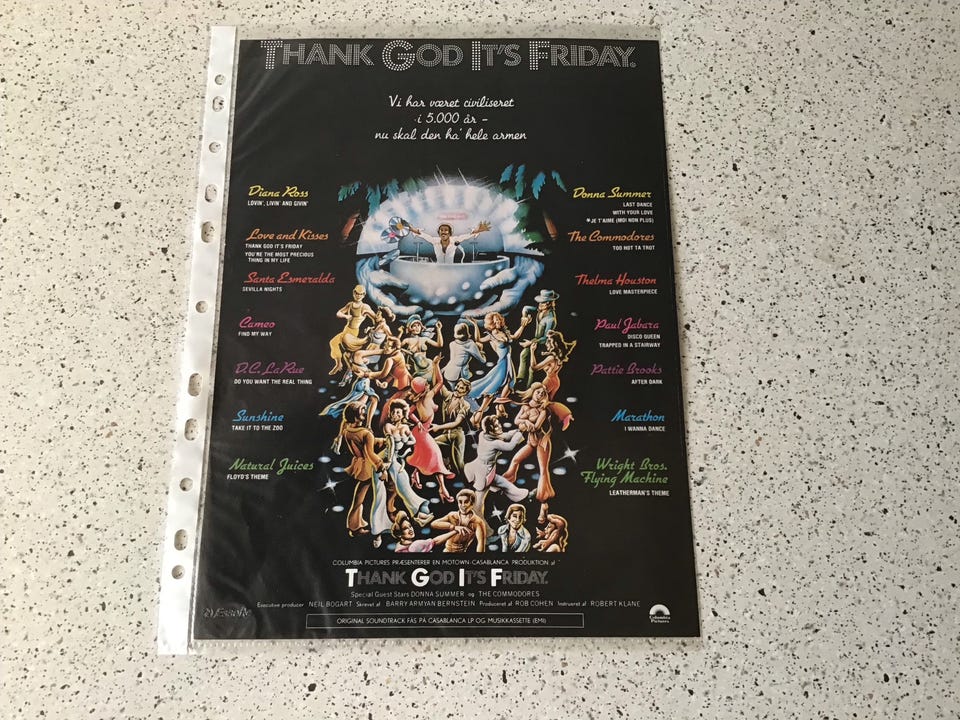 THANK GOD IT'S FRIDAY.
Vi har været civiliseret
i 5.000 år –
nu skal den ha' hele armen
Diana Ross
LOVIN', LIVIN' AND GIVIN'
Love and Kisses
THANK GOD IT'S FRIDAY
YOU'RE THE MOST PRECIOUS
THING IN MY LIFE
Santa Esmeralda
SEVILLA NIGHTS
Cameo
FIND MY WAY
D.C. LaRue
DO YOU WANT THE REAL THING
Sunshine
TAKE IT TO THE ZOO
Natural Juices
FLOYD'S THEME
Donna Summer
LAST DANCE
WITH YOUR LOVE
*JE T'AIME (MOI NON PLUS)
The Commodores
TOO HOT TA TROT
Thelma Houston
LOVE MASTERPIECE
Paul Jabara
DISCO QUEEN
TRAPPED IN A STAIRWAY
Pattie Brooks
AFTER DARK
Marathon
I WANNA DANCE
Wright Bros.
Flying Machine
LEATHERMAN'S THEME
COLUMBIA PICTURES PRÆSENTERER EN MOTOWN-CASABLANCA PRODUKTION af
THANK GOD IT'S FRIDAY.
Special Guest Stars DONNA SUMMER og THE COMMODORES
Executive producer NEIL BOGART Skrevet af BARRY ARMYAN BERNSTEIN Produceret af ROB COHEN Instrueret af ROBERT KLANE
Columbia
Pictures
ORIGINAL SOUNDTRACK FÅS PÅ CASABLANCA LP OG MUSIKKASSETTE (EMI)